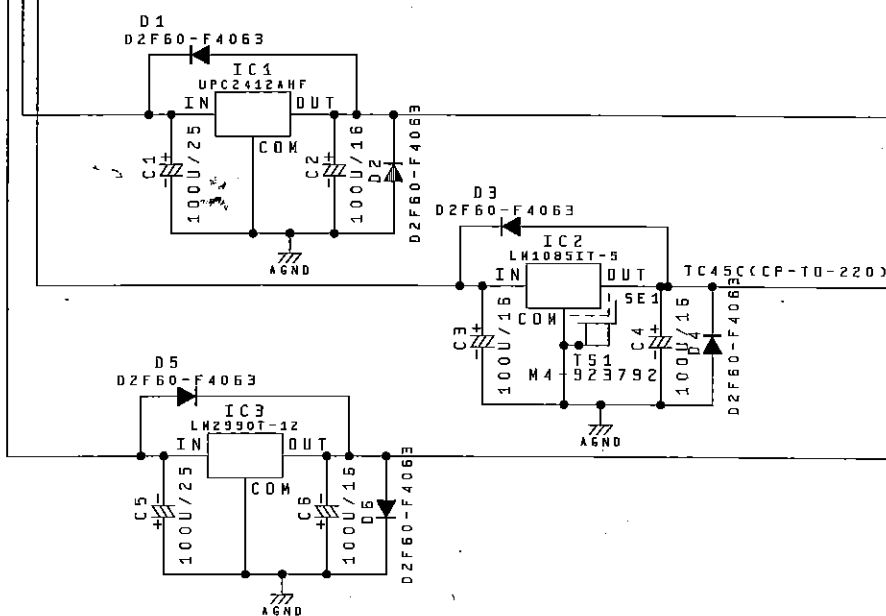 D1
D2F60-F4063
IC1
UPC2412AHF
IN OUT
COM
C1
100U/25
C2
100U/16
D2
D2F60-F4063
AGND
D3
D2F60-F4063
IC2
LM1085IT-5
IN OUT
TC45C(CP-TO-220)
SE1
COM
C3
100U/16
TS1
M4-923792
C4
100U/16
D4
D2F60-F4063
AGND
D5
D2F60-F4063
IC3
LM2990T-12
IN OUT
COM
C5
100U/25
C6
100U/16
D6
D2F60-F4063
AGND